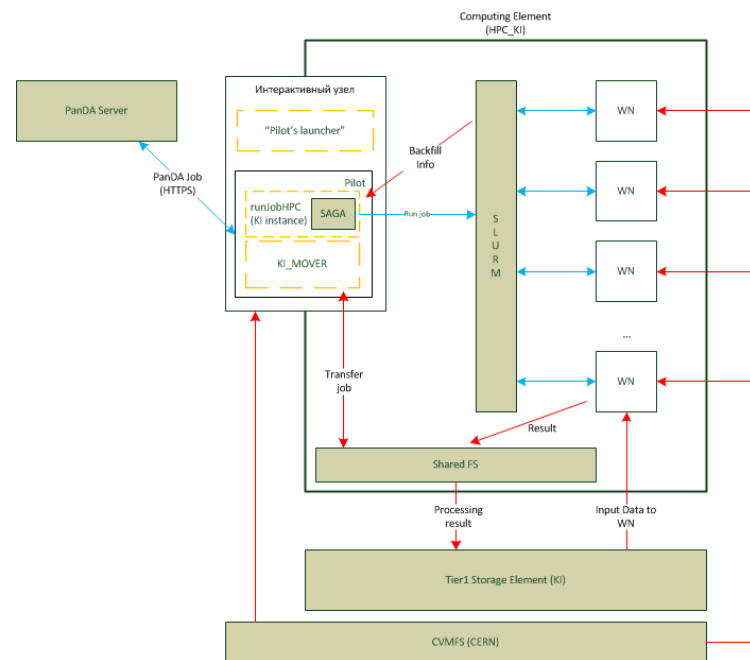 Computing Element
(HPC_KI)
Интерактивный узел
PanDA Server
"Pilot's launcher"
WN
Backfill
Info
PanDA Job
(HTTPS)
Pilot
runJobHPC
(KI instance)
SAGA
Run job
S
L
U
R
M
WN
KI_MOVER
WN
...
Transfer
job
WN
Result
Shared FS
Processing
result
Input Data to
WN
Tier1 Storage Element (KI)
CVMFS (CERN)